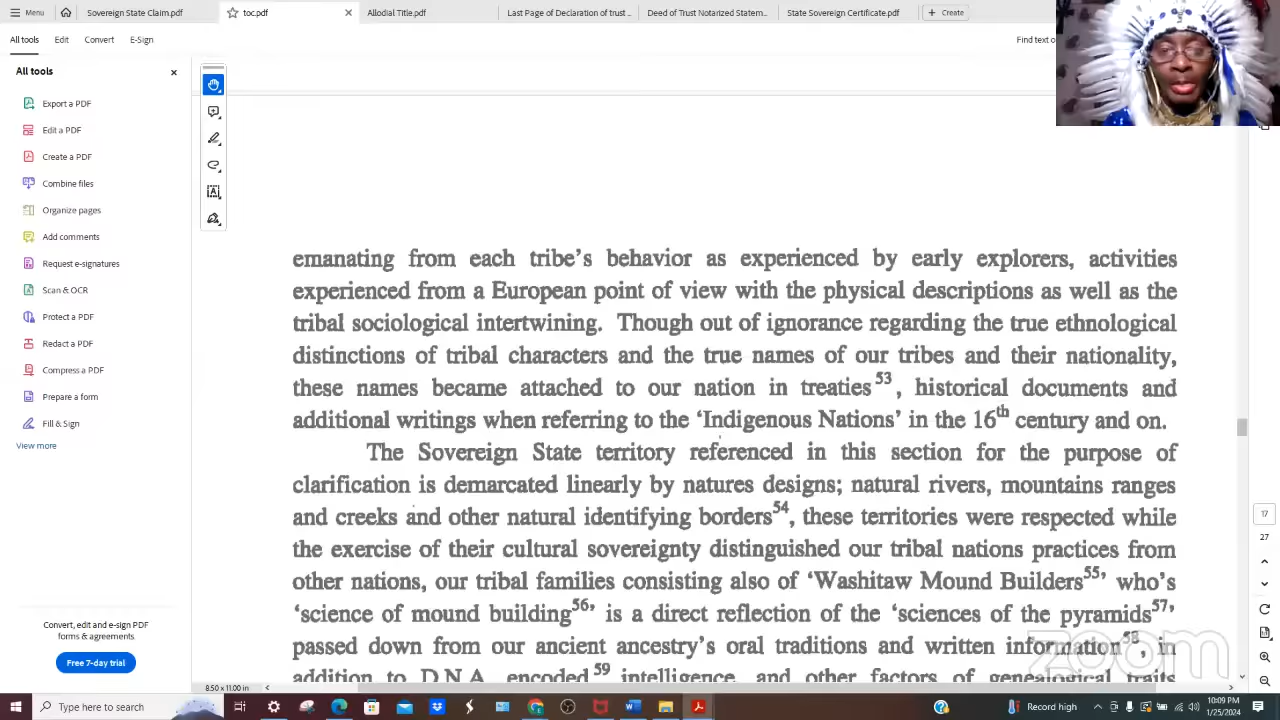 Menu
Sovereign State Claim.pdf
toc.pdf
Allodial Title.pdf
Last Page of Declaration of trust ...
Deed of Trust Notarized Statem...
State Sovereign Certificate.pdf
Create
All tools
Edit
Convert
E-Sign
Find text o
All tools
Export a PDF
Edit a PDF
Create a PDF
Combine files
Organize pages
Add comments
Request e-signatures
Scan & OCR
Protect a PDF
Redact a PDF
Compress a PDF
Prepare a form
Fill & Sign
View more
Convert, edit and e-sign PDF
forms & agreements
Free 7-day trial
emanating from each tribe's behavior as experienced by early explorers, activities
experienced from a European point of view with the physical descriptions as well as the
tribal sociological intertwining. Though out of ignorance regarding the true ethnological
distinctions of tribal characters and the true names of our tribes and their nationality,
these names became attached to our nation in treaties53, historical documents and
additional writings when referring to the 'Indigenous Nations' in the 16th century and on.
The Sovereign State territory referenced in this section for the purpose of
clarification is demarcated linearly by natures designs; natural rivers, mountains ranges
and creeks and other natural identifying borders54, these territories were respected while
the exercise of their cultural sovereignty distinguished our tribal nations practices from
other nations, our tribal families consisting also of 'Washitaw Mound Builders55' who's
'science of mound building56' is a direct reflection of the 'sciences of the pyramids57'
passed down from our ancient ancestry's oral traditions and written information58, in
addition to D.N.A. encoded59 intelligence, and other factors of genealogical traits
17
27
zoom
8.50 x 11.00 in
Type here to search
Record high
10:09 PM
1/25/2024